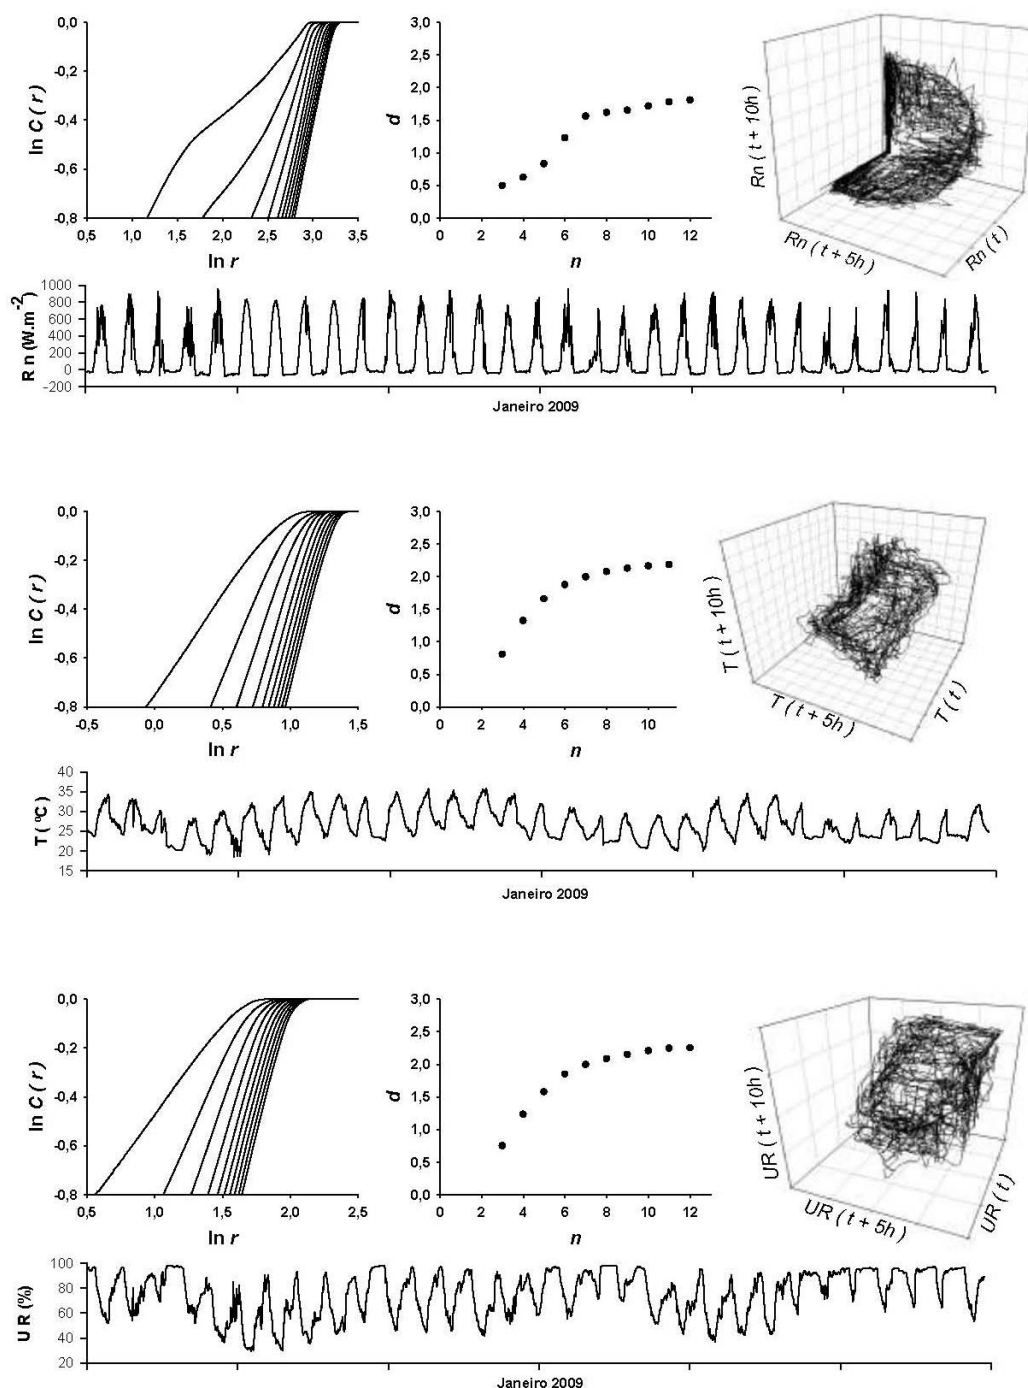 0,0
-0,2
-0,4
-0,6
-0,8
ln C ( r )
0,5 1,0 1,5 2,0 2,5 3,0 3,5
ln r
3,0
2,5
2,0
1,5
1,0
0,5
0,0
d
0 2 4 6 8 10 12
n
Rn ( t + 10h )
Rn ( t + 5h )
Rn ( t )
1000
800
600
400
200
0
-200
R n (W.m-2)
Janeiro 2009
0,0
-0,2
-0,4
-0,6
-0,8
ln C ( r )
-0,5 0,0 0,5 1,0 1,5
ln r
3,0
2,5
2,0
1,5
1,0
0,5
0,0
d
0 2 4 6 8 10
n
T ( t + 10h )
T ( t + 5h )
T ( t )
40
35
30
25
20
15
T ( ºC)
Janeiro 2009
0,0
-0,2
-0,4
-0,6
-0,8
ln C ( r )
0,5 1,0 1,5 2,0 2,5
ln r
3,0
2,5
2,0
1,5
1,0
0,5
0,0
d
0 2 4 6 8 10 12
n
UR ( t + 10h )
UR ( t + 5h )
UR ( t )
100
80
60
40
20
U R (%)
Janeiro 2009